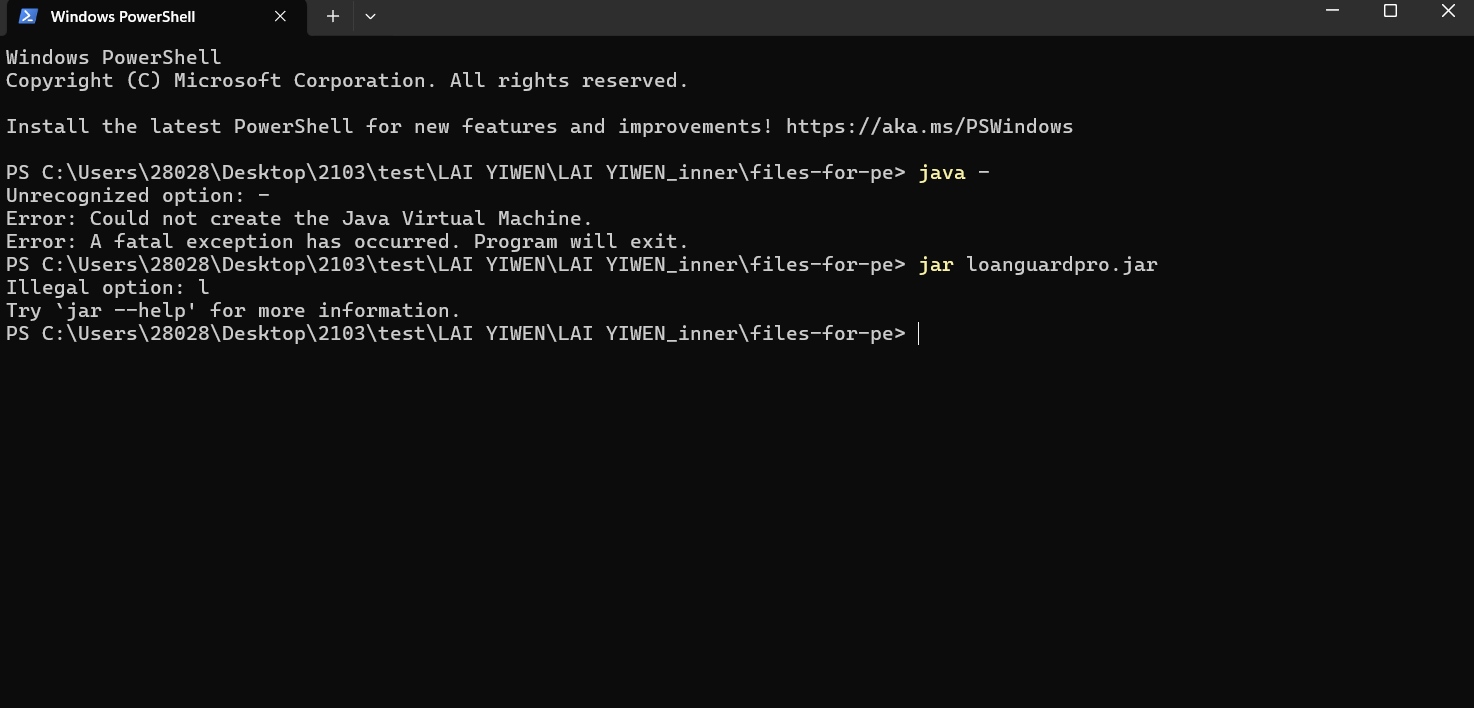 Windows PowerShell
Windows PowerShell
Copyright (C) Microsoft Corporation. All rights reserved.
Install the latest PowerShell for new features and improvements! https://aka.ms/PSWindows
PS C:\Users\28028\Desktop\2103\test\LAI YIWEN\LAI YIWEN_inner\files-for-pe> java -
Unrecognized option: -
Error: Could not create the Java Virtual Machine.
Error: A fatal exception has occurred. Program will exit.
PS C:\Users\28028\Desktop\2103\test\LAI YIWEN\LAI YIWEN_inner\files-for-pe> jar loanguardpro.jar
Illegal option: l
Try `jar --help' for more information.
PS C:\Users\28028\Desktop\2103\test\LAI YIWEN\LAI YIWEN_inner\files-for-pe>